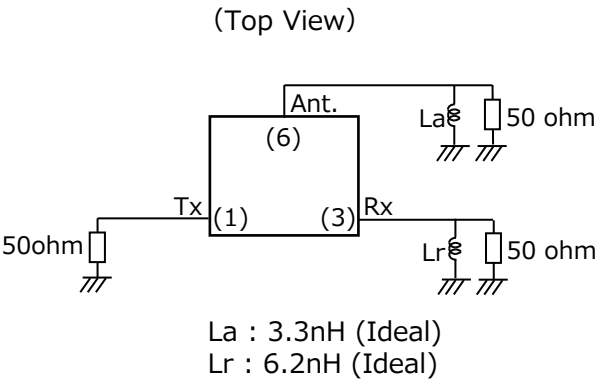 (Top View)
Ant.
(6)
La
50 ohm
Tx
(1)
(3)
Rx
50ohm
Lr
50 ohm
La : 3.3nH (Ideal)
Lr : 6.2nH (Ideal)